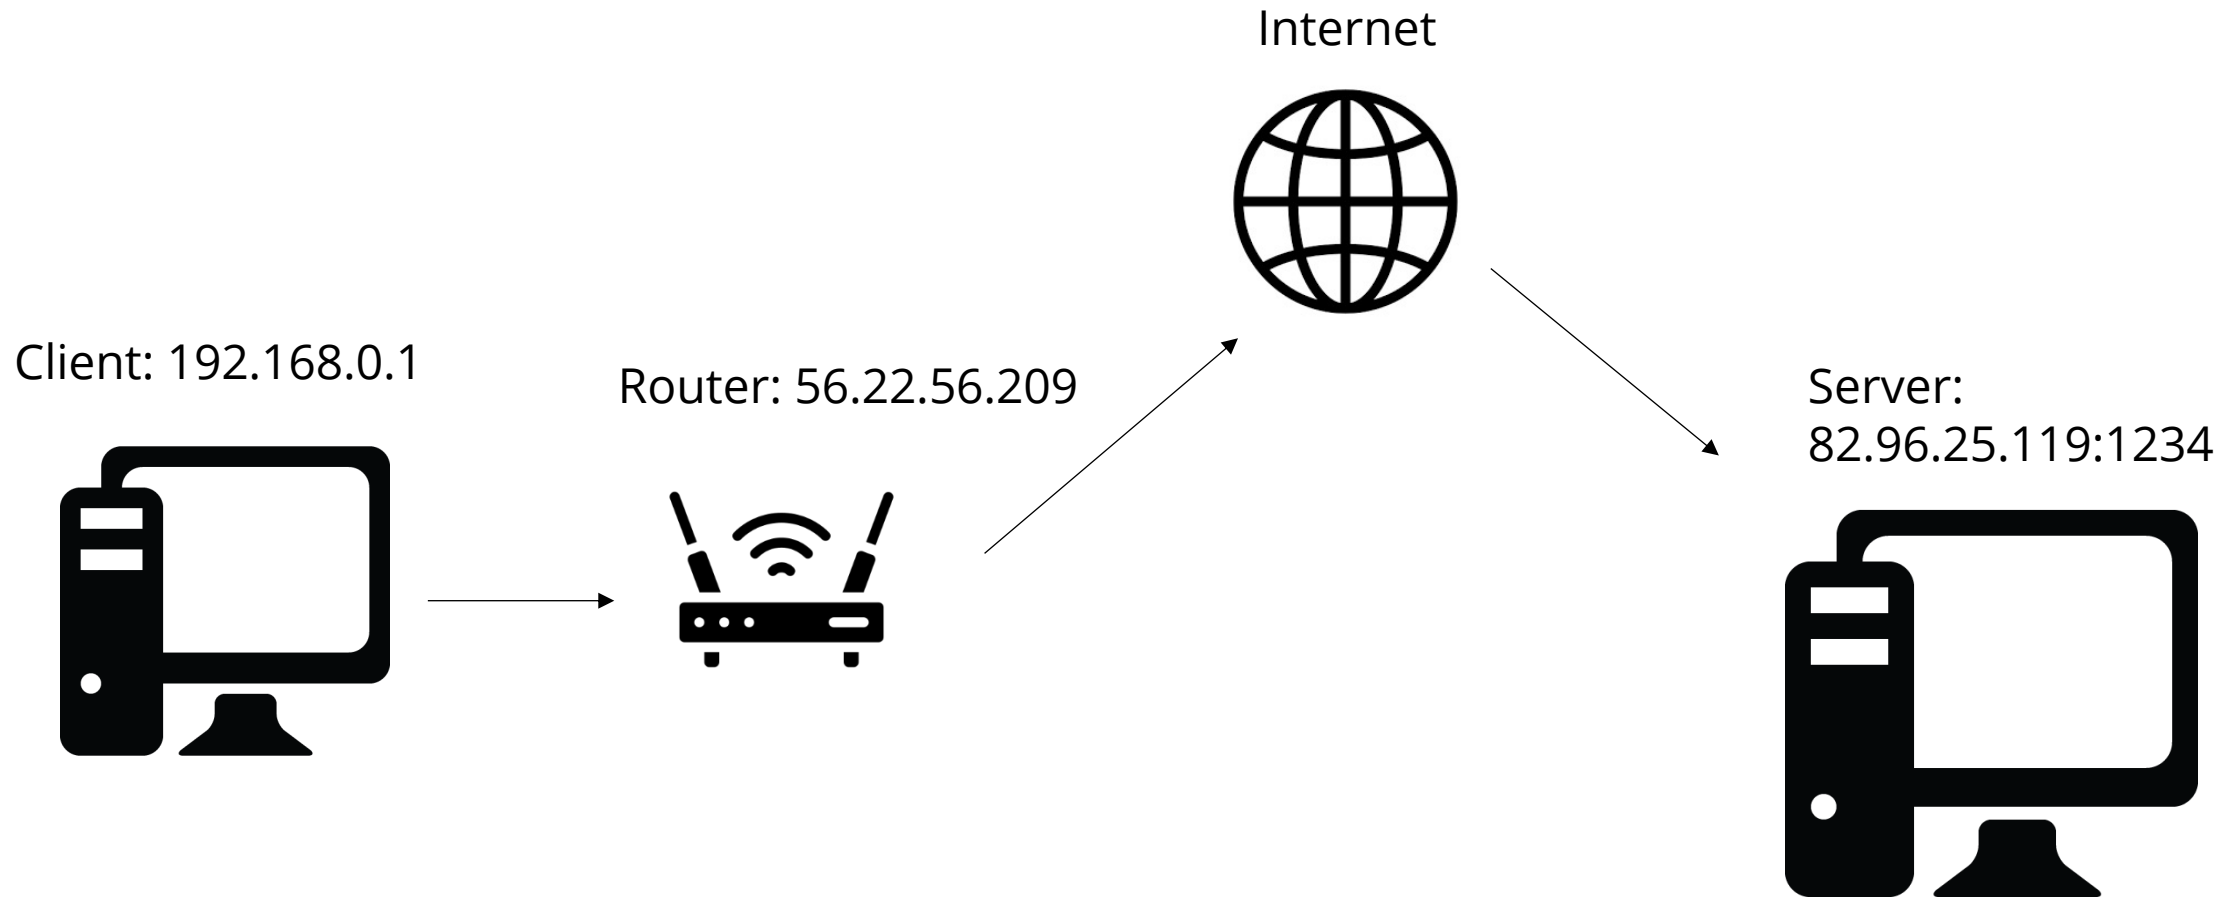 Internet
Client: 192.168.0.1
Router: 56.22.56.209
Server:
82.96.25.119:1234